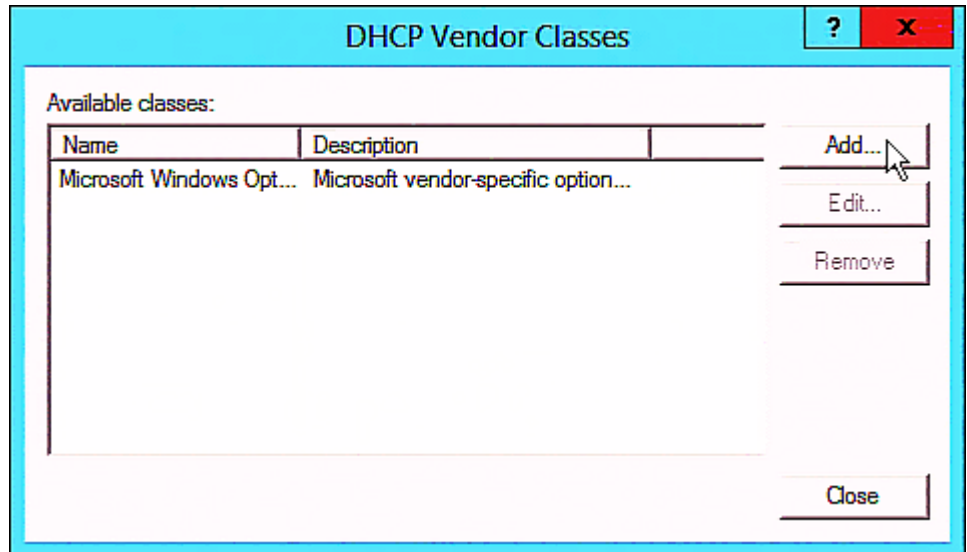 DHCP Vendor Classes ? x
Available classes:
Name Description
Microsoft Windows Opt... Microsoft vendor-specific option...
Add...
Edit...
Remove
Close